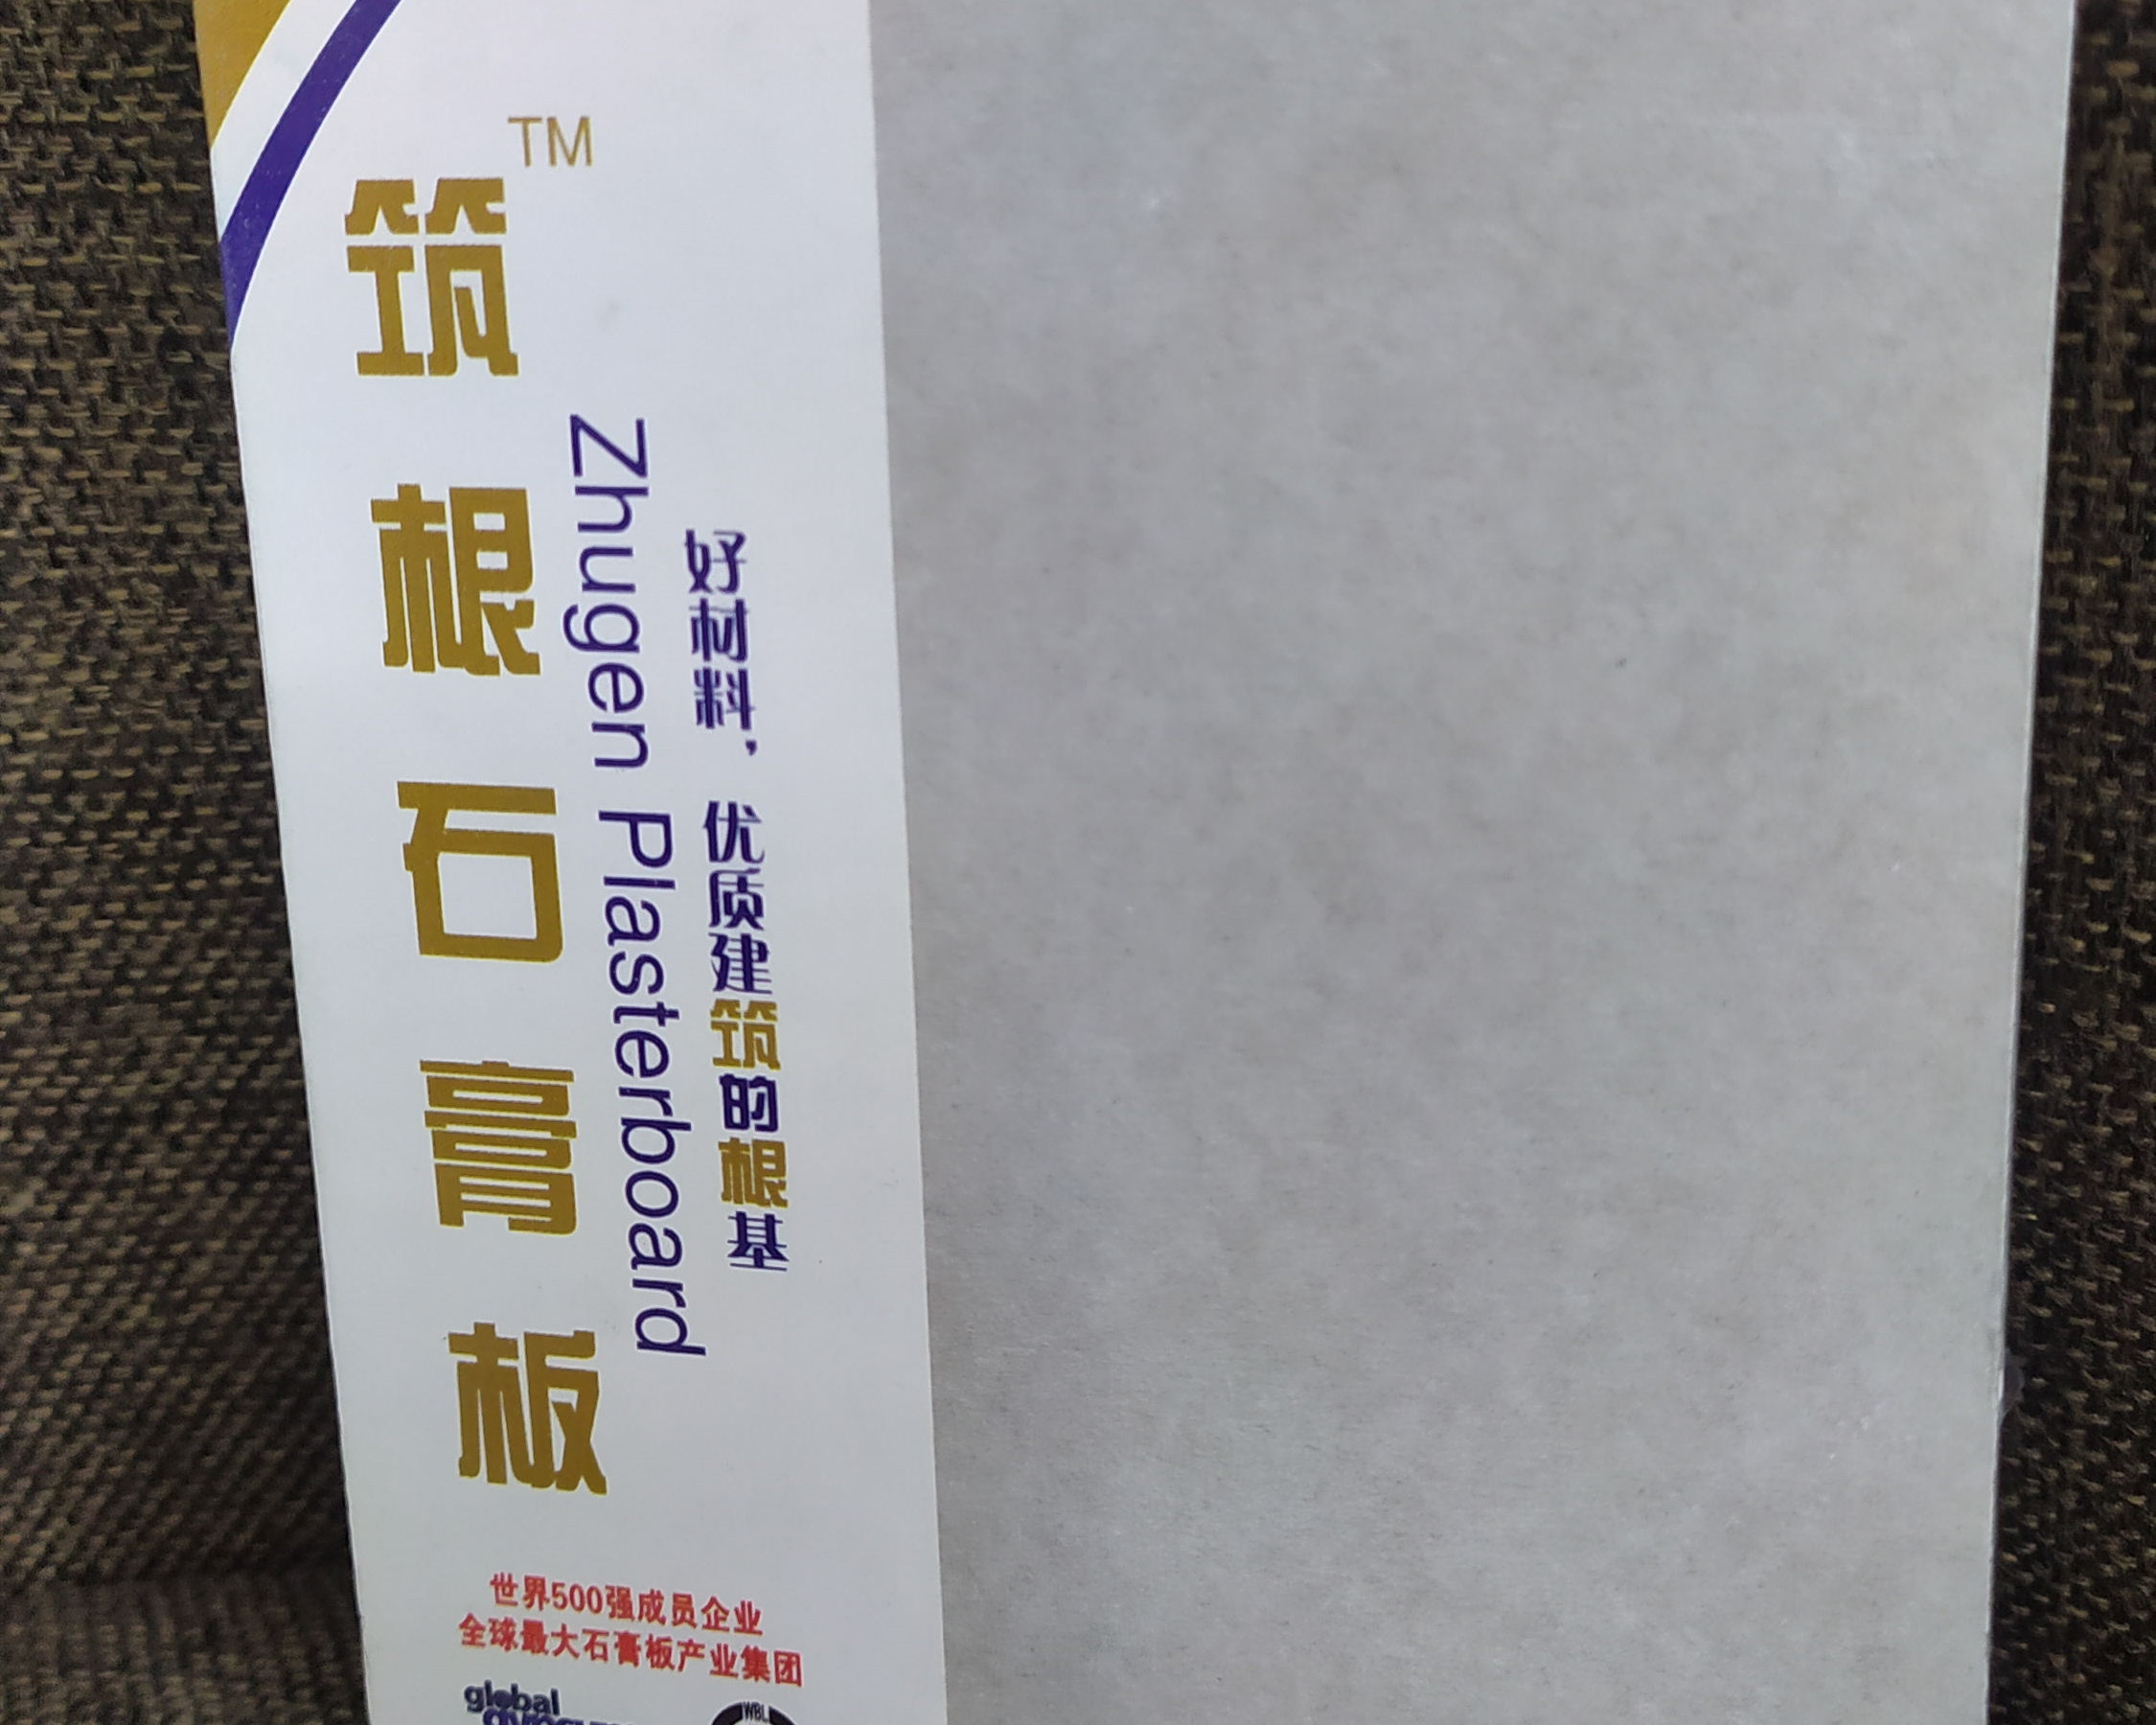 TM
筑根石膏板
Zhugen Plasterboard
好材料，优质建筑的根基
世界500强成员企业
全球最大石膏板产业集团
global
WBL